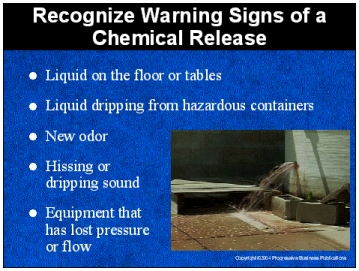 Recognize Warning Signs of a
Chemical Release
Liquid on the floor or tables
Liquid dripping from hazardous containers
New odor
Hissing or
dripping sound
Equipment that
has lost pressure
or flow
Copyright ©2004 Progressive Business Publications